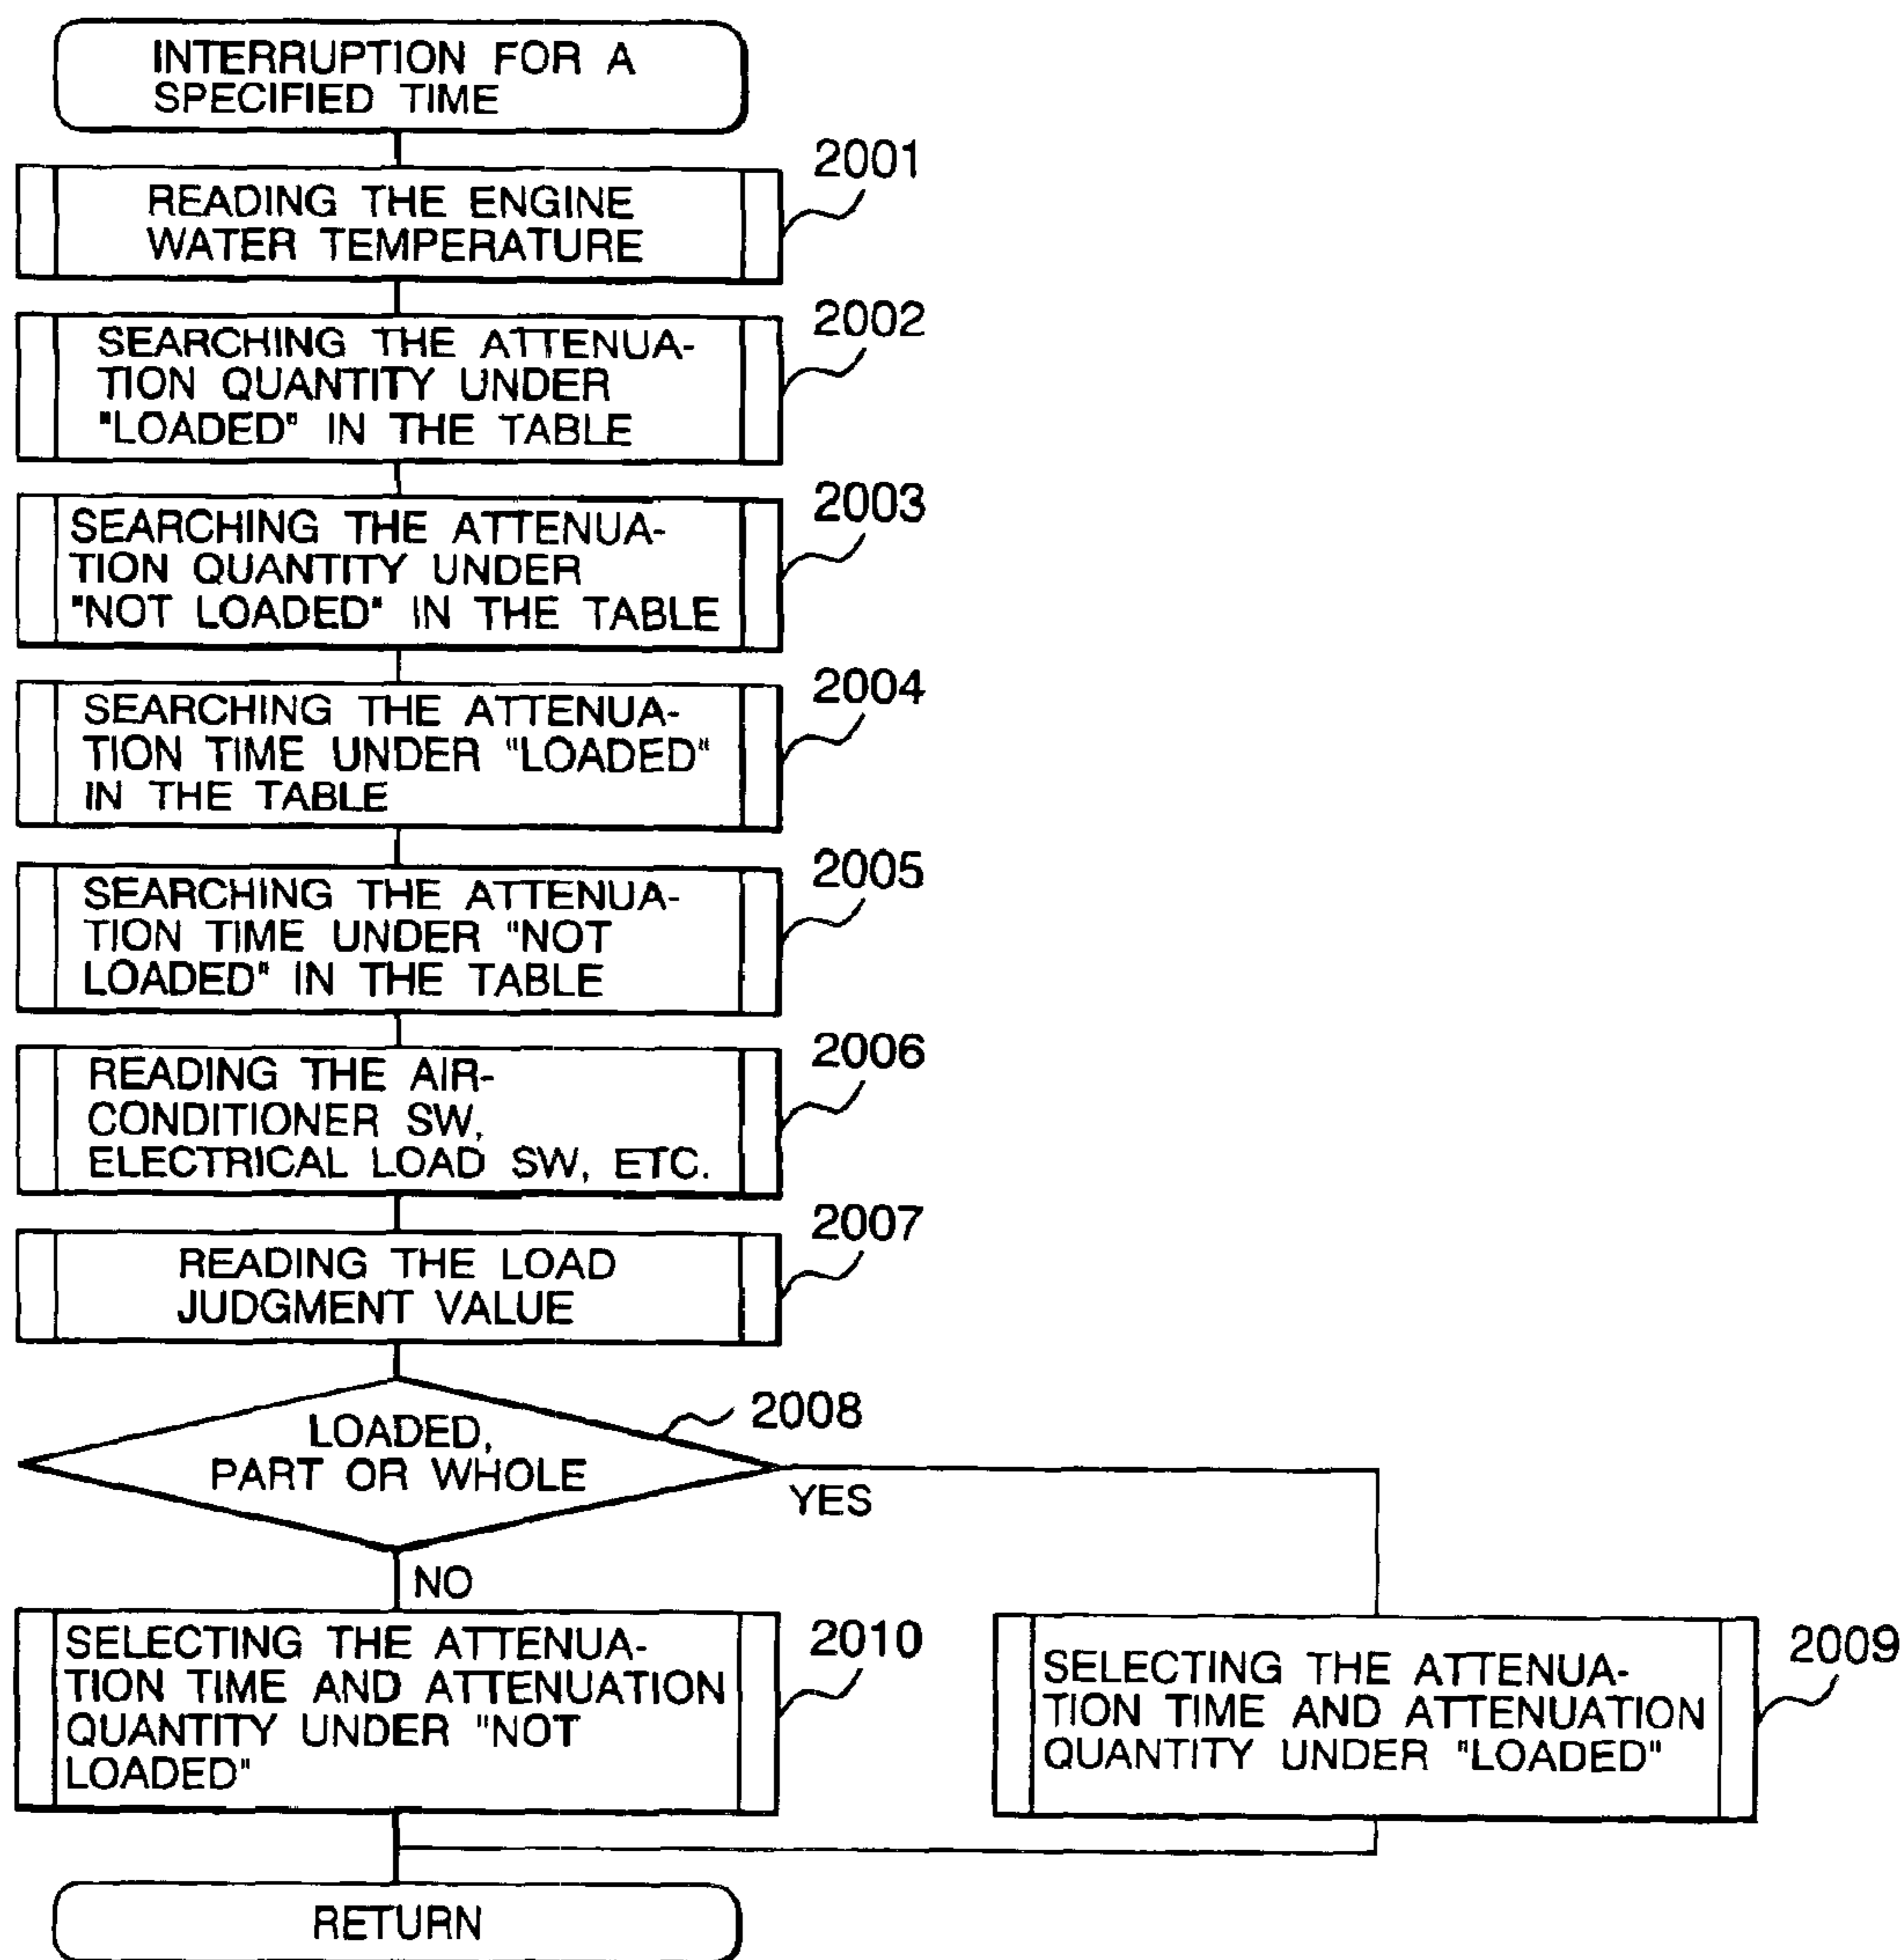 INTERRUPTION FOR A
SPECIFIED TIME
2001
READING THE ENGINE
WATER TEMPERATURE
2002
SEARCHING THE ATTENUA-
TION QUANTITY UNDER
"LOADED" IN THE TABLE
2003
SEARCHING THE ATTENUA-
TION QUANTITY UNDER
"NOT LOADED" IN THE TABLE
2004
SEARCHING THE ATTENUA-
TION TIME UNDER "LOADED"
IN THE TABLE
2005
SEARCHING THE ATTENUA-
TION TIME UNDER "NOT
LOADED" IN THE TABLE
2006
READING THE AIR-
CONDITIONER SW,
ELECTRICAL LOAD SW, ETC.
2007
READING THE LOAD
JUDGMENT VALUE
2008
LOADED,
PART OR WHOLE
YES
NO
2010
SELECTING THE ATTENUA-
TION TIME AND ATTENUATION
QUANTITY UNDER "NOT
LOADED"
2009
SELECTING THE ATTENUA-
TION TIME AND ATTENUATION
QUANTITY UNDER "LOADED"
RETURN